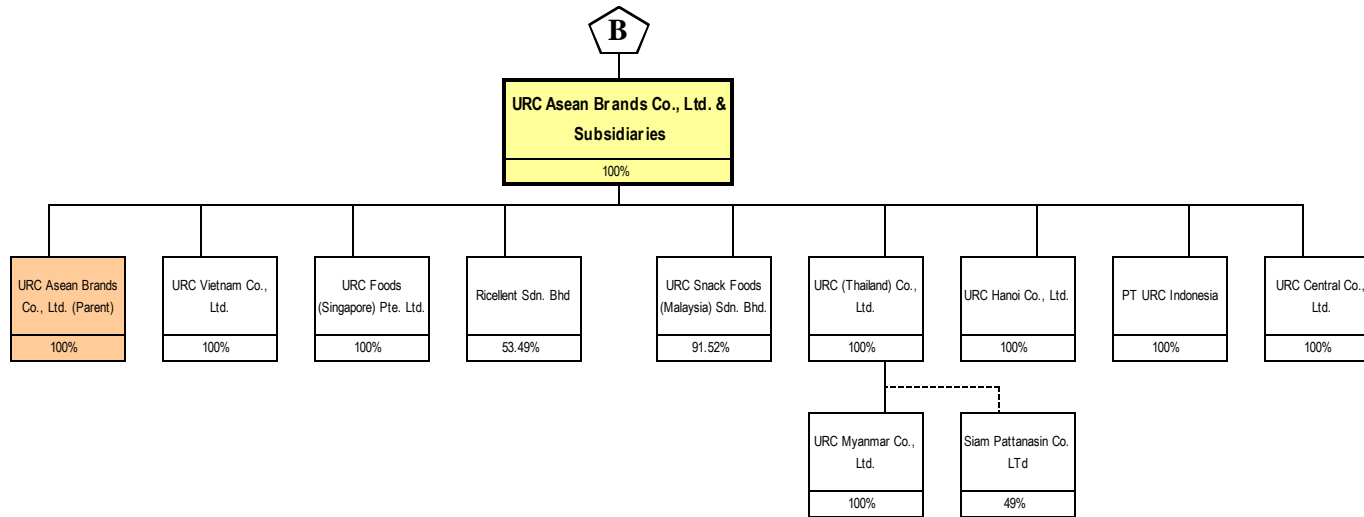 B
URC Asean Brands Co., Ltd. &
Subsidiaries
100%
URC Asean Brands
Co., Ltd. (Parent)
100%
URC Vietnam Co.,
Ltd.
100%
URC Foods
(Singapore) Pte. Ltd.
100%
Ricellent Sdn. Bhd
53.49%
URC Snack Foods
(Malaysia) Sdn. Bhd.
91.52%
URC (Thailand) Co.,
Ltd.
100%
URC Hanoi Co., Ltd.
100%
PT URC Indonesia
100%
URC Central Co.,
Ltd.
100%
URC Myanmar Co.,
Ltd.
100%
Siam Pattanasin Co.
LTd
49%